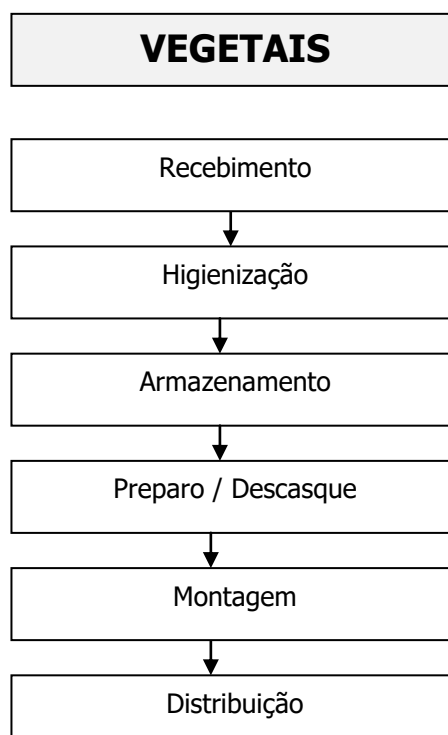 VEGETAIS
Recebimento
Higienização
Armazenamento
Preparo / Descasque
Montagem
Distribuição